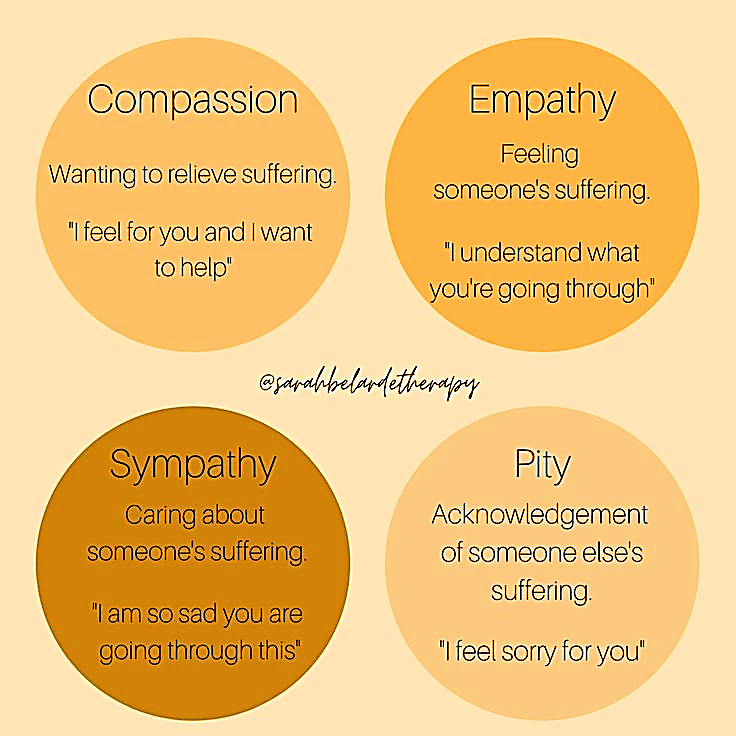 Compassion
Wanting to relieve suffering.
"I feel for you and I want
to help"
Empathy
Feeling
someone's suffering.
"I understand what
you're going through"
@sarahbelardetherapy
Sympathy
Caring about
someone's suffering.
"I am so sad you are
going through this"
Pity
Acknowledgement
of someone else's
suffering.
"I feel sorry for you"